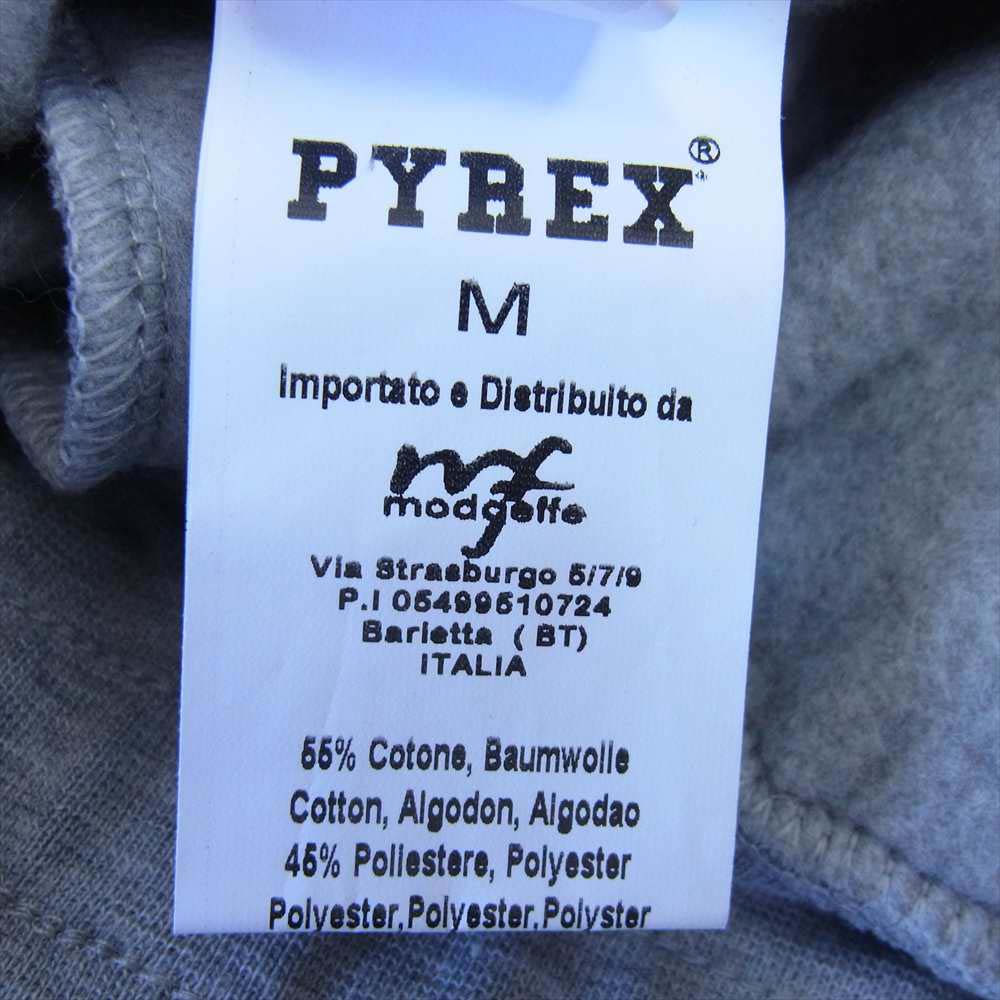 PYREX®
M
Importato e Distribuito da
mf
modgeffe
Via Strasburgo 5/7/9
P.I 05499510724
Barletta ( BT)
ITALIA
55% Cotone, Baumwolle
Cotton, Algodon, Algodao
45% Poliestere, Polyester
Polyester,Polyester,Polyster